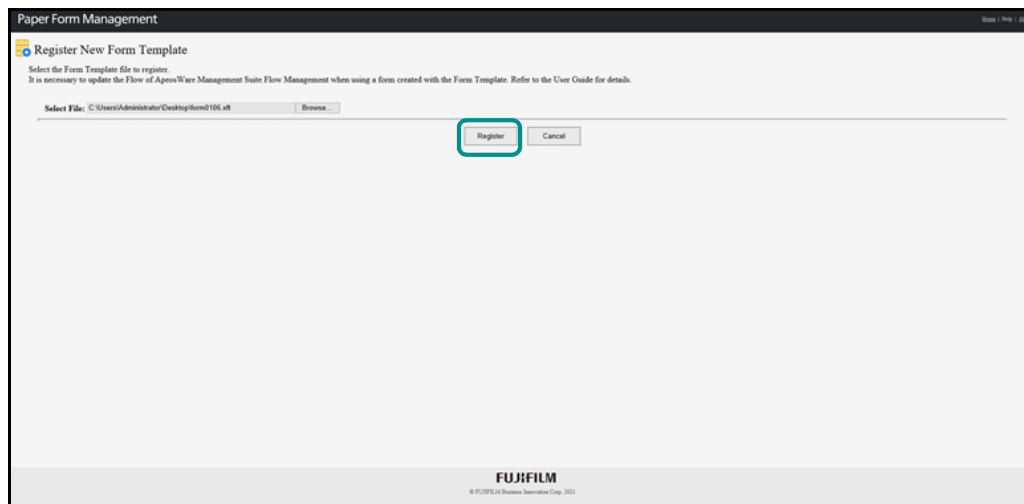 Paper Form Management
Home | Help |
Register New Form Template
Select the Form Template file to register.
It is necessary to update the Flow of ApeosWare Management Suite Flow Management when using a form created with the Form Template. Refer to the User Guide for details.
Select File: C:\Users\Administrator\Desktop\form0106.xft Browse...
Register Cancel
FUJIFILM
© FUJIFILM Business Innovation Corp. 2021